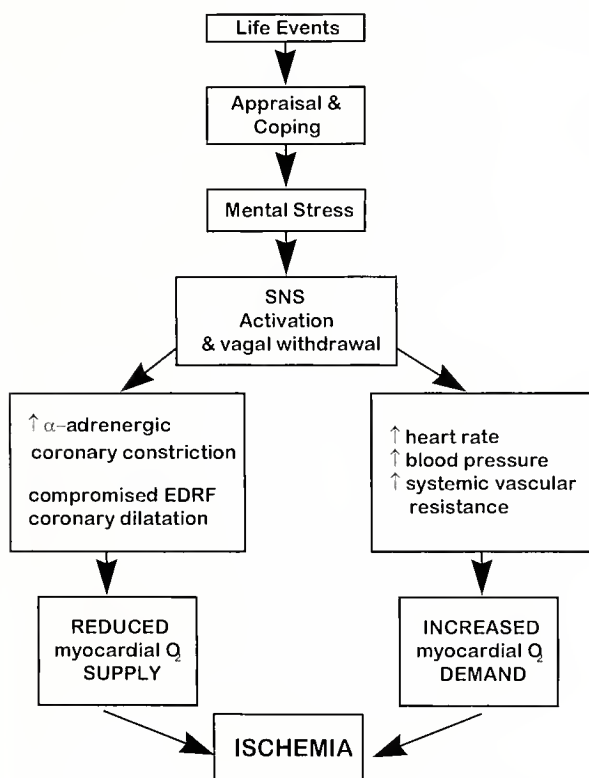 Life Events
Appraisal &
Coping
Mental Stress
SNS
Activation
& vagal withdrawal
↑ α–adrenergic
coronary constriction
compromised EDRF
coronary dilatation
↑ heart rate
↑ blood pressure
↑ systemic vascular
resistance
REDUCED
myocardial O₂
SUPPLY
INCREASED
myocardial O₂
DEMAND
ISCHEMIA